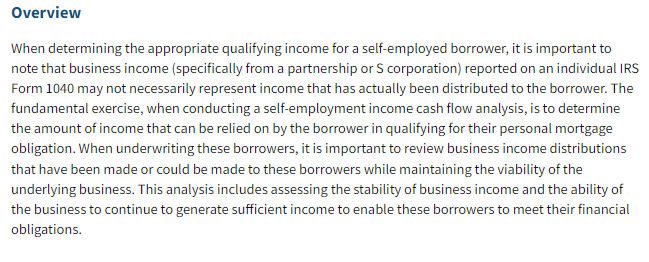 Overview
When determining the appropriate qualifying income for a self-employed borrower, it is important to
note that business income (specifically from a partnership or S corporation) reported on an individual IRS
Form 1040 may not necessarily represent income that has actually been distributed to the borrower. The
fundamental exercise, when conducting a self-employment income cash flow analysis, is to determine
the amount of income that can be relied on by the borrower in qualifying for their personal mortgage
obligation. When underwriting these borrowers, it is important to review business income distributions
that have been made or could be made to these borrowers while maintaining the viability of the
underlying business. This analysis includes assessing the stability of business income and the ability of
the business to continue to generate sufficient income to enable these borrowers to meet their financial
obligations.